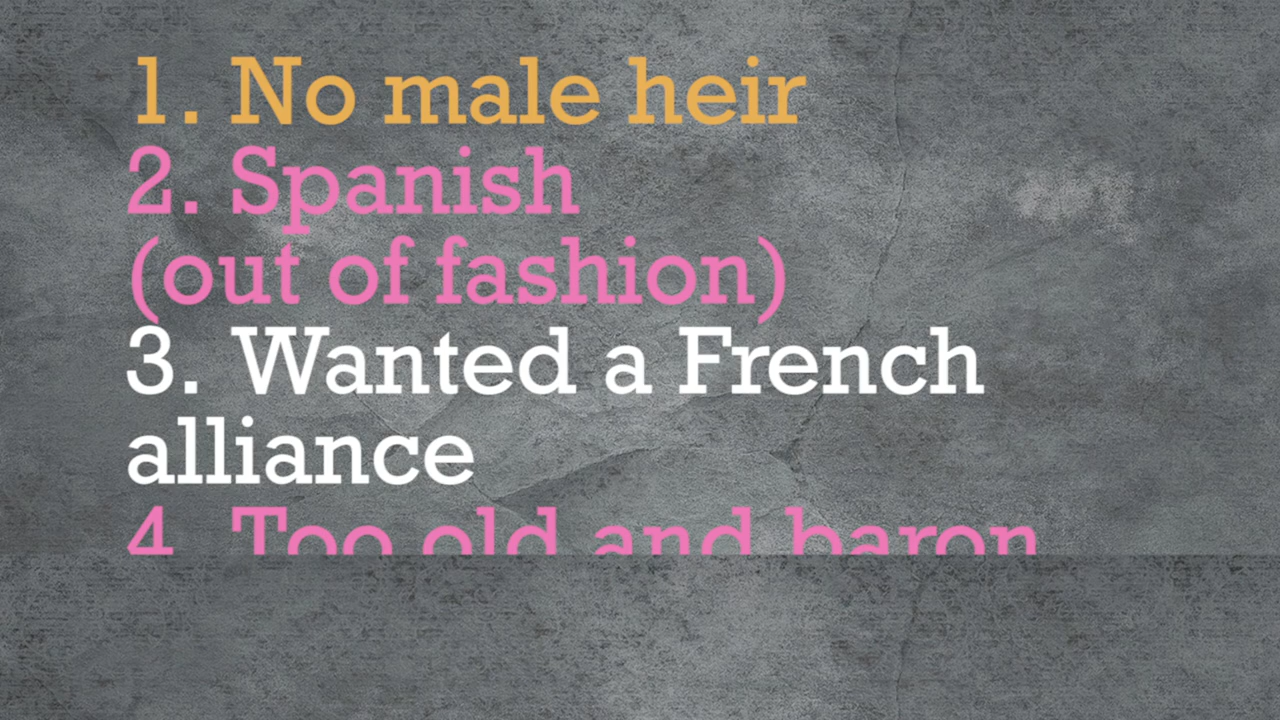 1. No male heir
2. Spanish
(out of fashion)
3. Wanted a French
alliance
4. Too old and baron